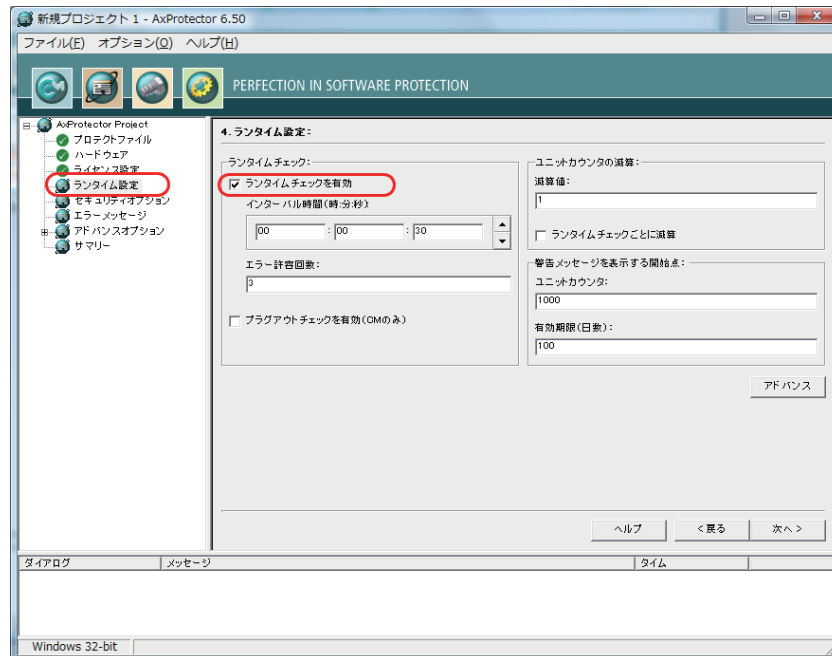 新規プロジェクト 1 - AxProtector 6.50
ファイル(F) オプション(O) ヘルプ(H)
PERFECTION IN SOFTWARE PROTECTION
AxProtector Project
プロテクトファイル
ハードウェア
ライセンス設定
ランタイム設定
セキュリティオプション
エラーメッセージ
アドバンスオプション
サマリー
4.ランタイム設定:
ランタイムチェック:
ランタイムチェックを有効
インターバル時間(時:分:秒)
00 : 00 : 30
エラー許容回数:
3
プラグアウトチェックを有効(CMのみ)
ユニットカウンタの減算:
減算値:
1
ランタイムチェックごとに減算
警告メッセージを表示する開始点:
ユニットカウンタ:
1000
有効期限(日数):
100
アドバンス
ヘルプ <戻る 次へ>
ダイアログ メッセージ タイム
Windows 32-bit